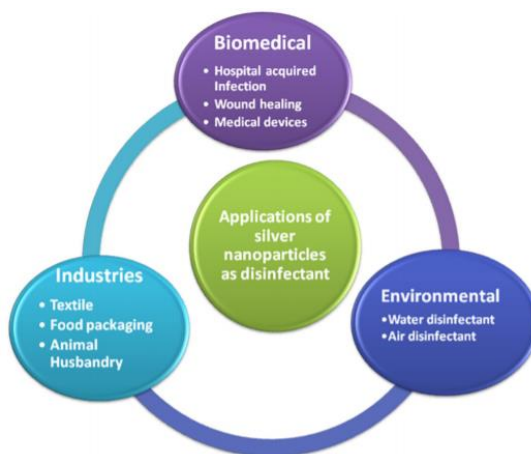 Biomedical
• Hospital acquired
Infection
• Wound healing
• Medical devices
Applications of
silver
nanoparticles
as disinfectant
Industries
• Textile
• Food packaging
• Animal
Husbandry
Environmental
•Water disinfectant
•Air disinfectant